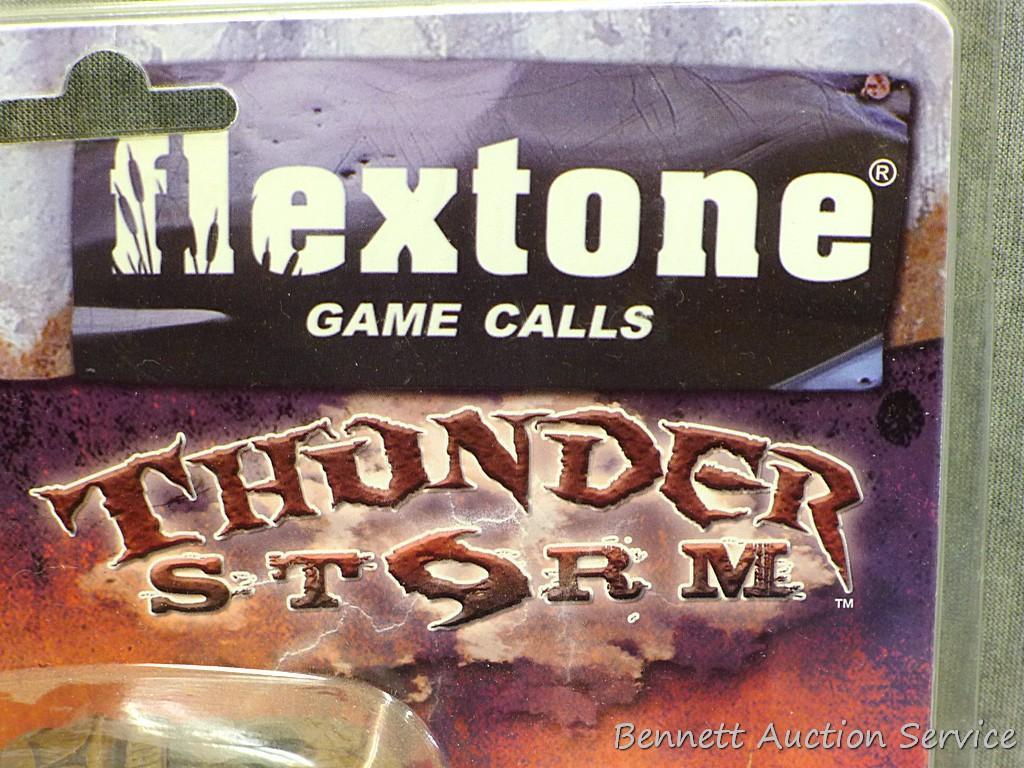 flextone®
GAME CALLS
THUNDER
STORM™
Bennett Auction Service